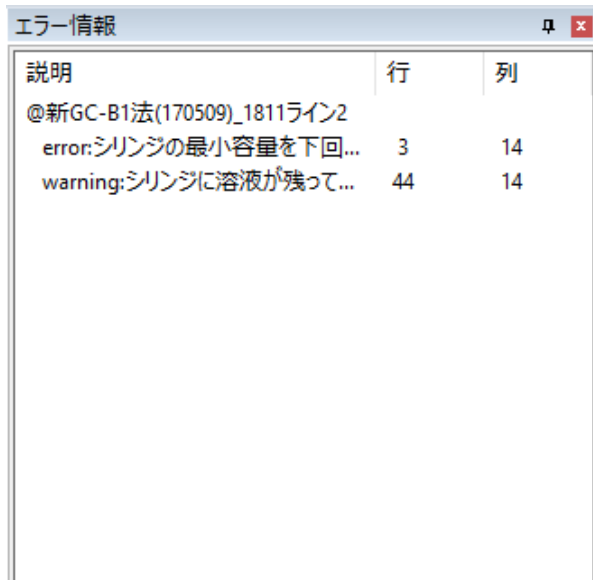 エラー情報
説明 行 列
@新GC-B1法(170509)_1811ライン2
error:シリンジの最小容量を下回... 3 14
warning:シリンジに溶液が残って... 44 14